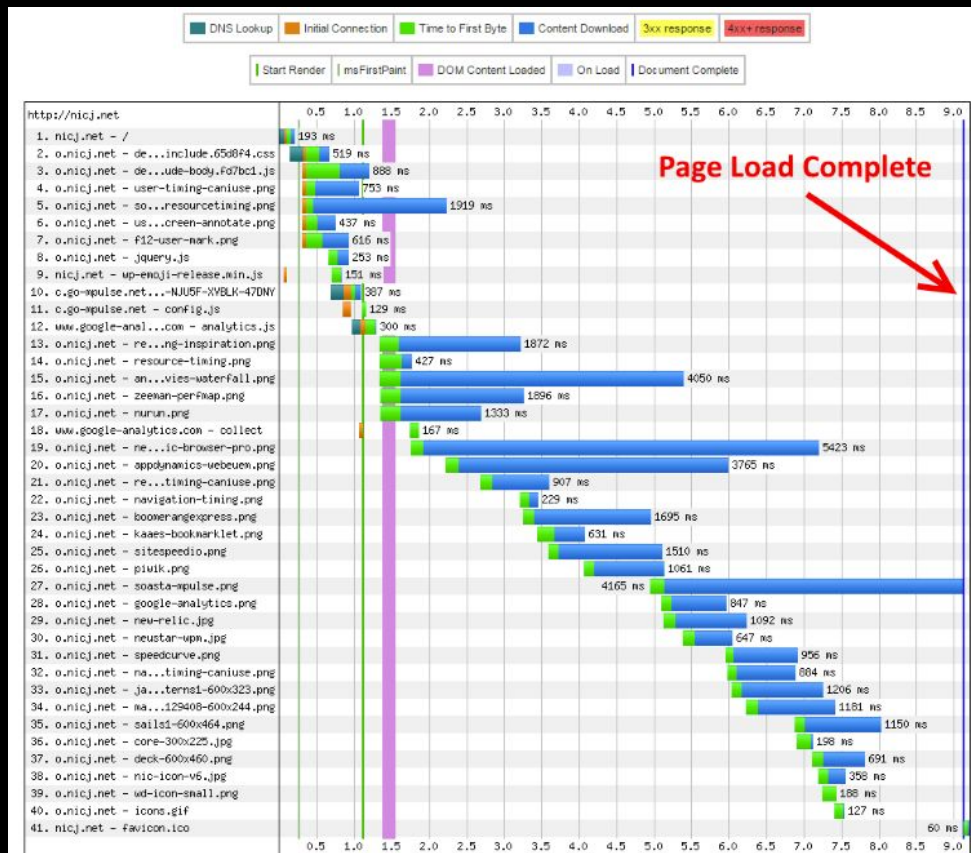 DNS Lookup Initial Connection Time to First Byte Content Download 3xx response 4xx+ response
Start Render msFirstPaint DOM Content Loaded On Load Document Complete
http://nicj.net 0.5 1.0 1.5 2.0 2.5 3.0 3.5 4.0 4.5 5.0 5.5 6.0 6.5 7.0 7.5 8.0 8.5 9.0
1. nicj.net - / 193 ms
2. o.nicj.net - de...include.65d8f4.css 519 ms
3. o.nicj.net - de...ude-body.fd7bc1.js 888 ms
4. o.nicj.net - user-timing-caniuse.png 753 ms
Page Load Complete
5. o.nicj.net - so...resourcetiming.png 1919 ms
6. o.nicj.net - us...creen-annotate.png 437 ms
7. o.nicj.net - f12-user-mark.png 616 ms
8. o.nicj.net - jquery.js 253 ms
9. nicj.net - wp-emoji-release.min.js 151 ms
10. c.go-mpulse.net...-NJU5F-XYBLK-47DNY 387 ms
11. c.go-mpulse.net - config.js 129 ms
12. www.google-anal...com - analytics.js 300 ms
13. o.nicj.net - re...ng-inspiration.png 1872 ms
14. o.nicj.net - resource-timing.png 427 ms
15. o.nicj.net - an...vies-waterfall.png 4050 ms
16. o.nicj.net - zeeman-perfmap.png 1896 ms
17. o.nicj.net - nurun.png 1333 ms
18. www.google-analytics.com - collect 167 ms
19. o.nicj.net - ne...ic-browser-pro.png 5423 ms
20. o.nicj.net - appdynamics-webeuem.png 3765 ms
21. o.nicj.net - re...timing-caniuse.png 907 ms
22. o.nicj.net - navigation-timing.png 229 ms
23. o.nicj.net - boomerangexpress.png 1695 ms
24. o.nicj.net - kaaes-bookmarklet.png 631 ms
25. o.nicj.net - sitespeedio.png 1510 ms
26. o.nicj.net - piwik.png 1061 ms
27. o.nicj.net - soasta-mpulse.png 4165 ms
28. o.nicj.net - google-analytics.png 847 ms
29. o.nicj.net - new-relic.jpg 1092 ms
30. o.nicj.net - neustar-wpm.jpg 647 ms
31. o.nicj.net - speedcurve.png 956 ms
32. o.nicj.net - na...timing-caniuse.png 884 ms
33. o.nicj.net - ja...terns1-600x323.png 1206 ms
34. o.nicj.net - ma...129408-600x244.png 1181 ms
35. o.nicj.net - sails1-600x464.png 1150 ms
36. o.nicj.net - core-300x225.jpg 198 ms
37. o.nicj.net - deck-600x460.png 691 ms
38. o.nicj.net - nic-icon-v6.jpg 358 ms
39. o.nicj.net - wd-icon-small.png 188 ms
40. o.nicj.net - icons.gif 127 ms
41. nicj.net - favicon.ico 60 ms
0.5 1.0 1.5 2.0 2.5 3.0 3.5 4.0 4.5 5.0 5.5 6.0 6.5 7.0 7.5 8.0 8.5 9.0